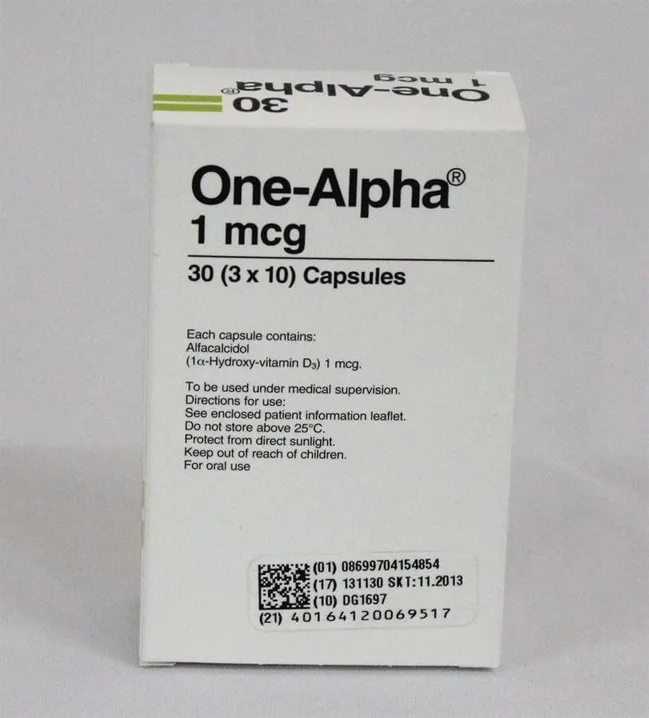 30 One-Alpha®
1 mcg
One-Alpha®
1 mcg
30 (3 x 10) Capsules
Each capsule contains:
Alfacalcidol
(1α-Hydroxy-vitamin D₃) 1 mcg.
To be used under medical supervision.
Directions for use:
See enclosed patient information leaflet.
Do not store above 25°C.
Protect from direct sunlight.
Keep out of reach of children.
For oral use
(01) 08699704154854
(17) 131130 SKT:11.2013
(10) DG1697
(21) 40164120069517